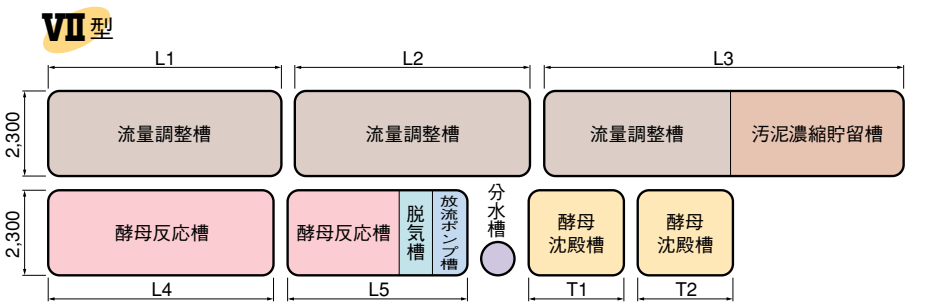 Ⅶ型
L1
L2
L3
2,300
流量調整槽
流量調整槽
流量調整槽
汚泥濃縮貯留槽
2,300
酵母反応槽
酵母反応槽
脱気槽
放流ポンプ槽
分水槽
酵母
沈殿槽
酵母
沈殿槽
L4
L5
T1
T2